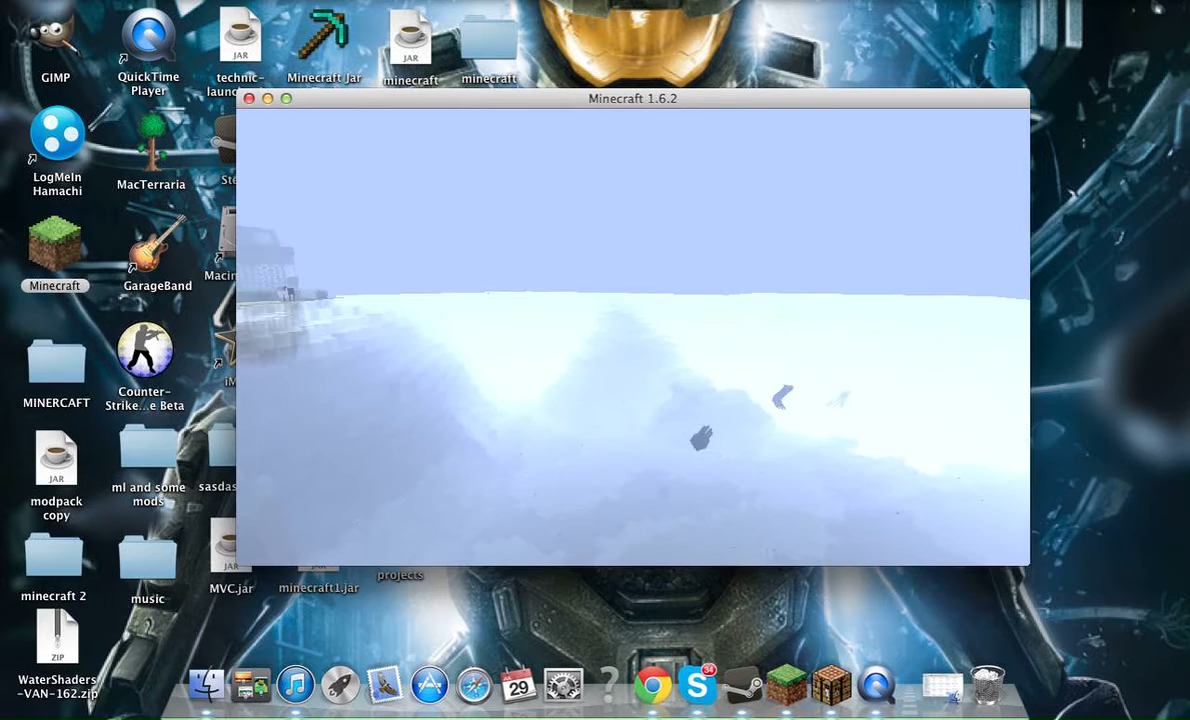 GIMP
QuickTime
Player
JAR
technic-
Minecraft Jar
JAR
minecraft
minecraft
Minecraft 1.6.2
LogMeIn
Hamachi
MacTerraria
Minecraft
GarageBand
MINERCAFT
Counter-
Strike...e Beta
JAR
modpack
copy
ml and some
mods
minecraft 2
music
JAR
MVC.jar
minecraft1.jar
projects
ZIP
WaterShaders
-VAN-162.zip
29
34